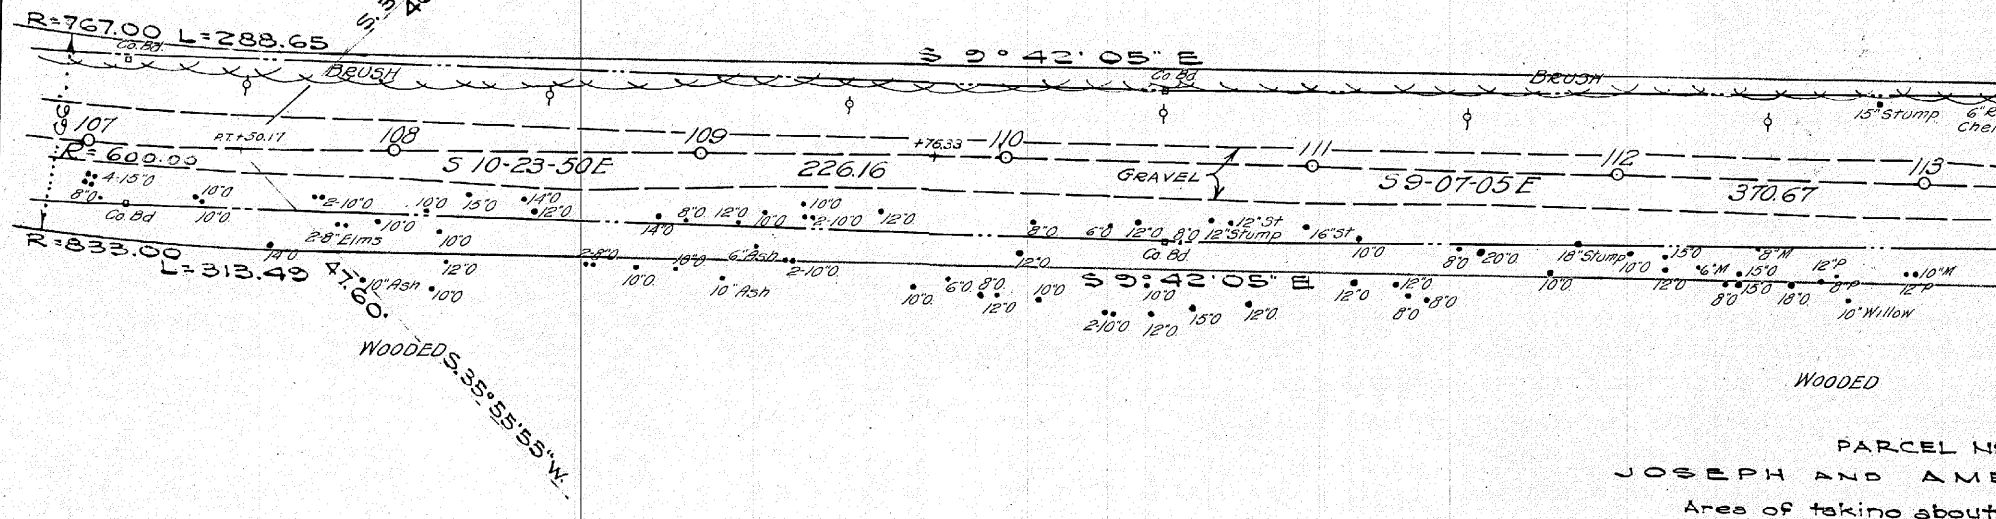 R=767.00 L=288.65
Co.Bd.
BRUSH
S 9° 42' 05" E
Co Bd
BRUSH
15" Stump
107
P.T.+50.17
108
109
+76.33
110
111
112
113
R=600.00
S 10-23-50E
226.16
GRAVEL
S 9-07-05 E
370.67
4-15"0
8"0
Co Bd
10"0
10"0
2-10"0
10"0
15"0
14"0
12"0
10"0
2-8" Elms
10"0
14"0
8"0
12"0
10"0
10"0
2-10"0
12"0
8"0
6"0
12"0
8"0
12" St
12" Stump
16" St
10"0
Co Bd
8"0
20"0
18" Stump
10"0
15"0
8" M
R=833.00
L=313.49
14"0
47.60
10" Ash
12"0
10"0
2-8"0
10"0
10"0
6" Ash
10" Ash
2-10"0
10"0
6"0
8"0
12"0
12"0
10"0
S 9° 42' 05" E
2-10"0
10"0
12"0
15"0
12"0
12"0
12"0
8"0
8"0
10"0
12"0
6" M
15"0
8"0
15"0
18"0
12" P
8" P
10" M
12" P
10" Willow
WOODED
S. 35° 55' 55" W.
WOODED
PARCEL
JOSEPH AND
Area of taking about